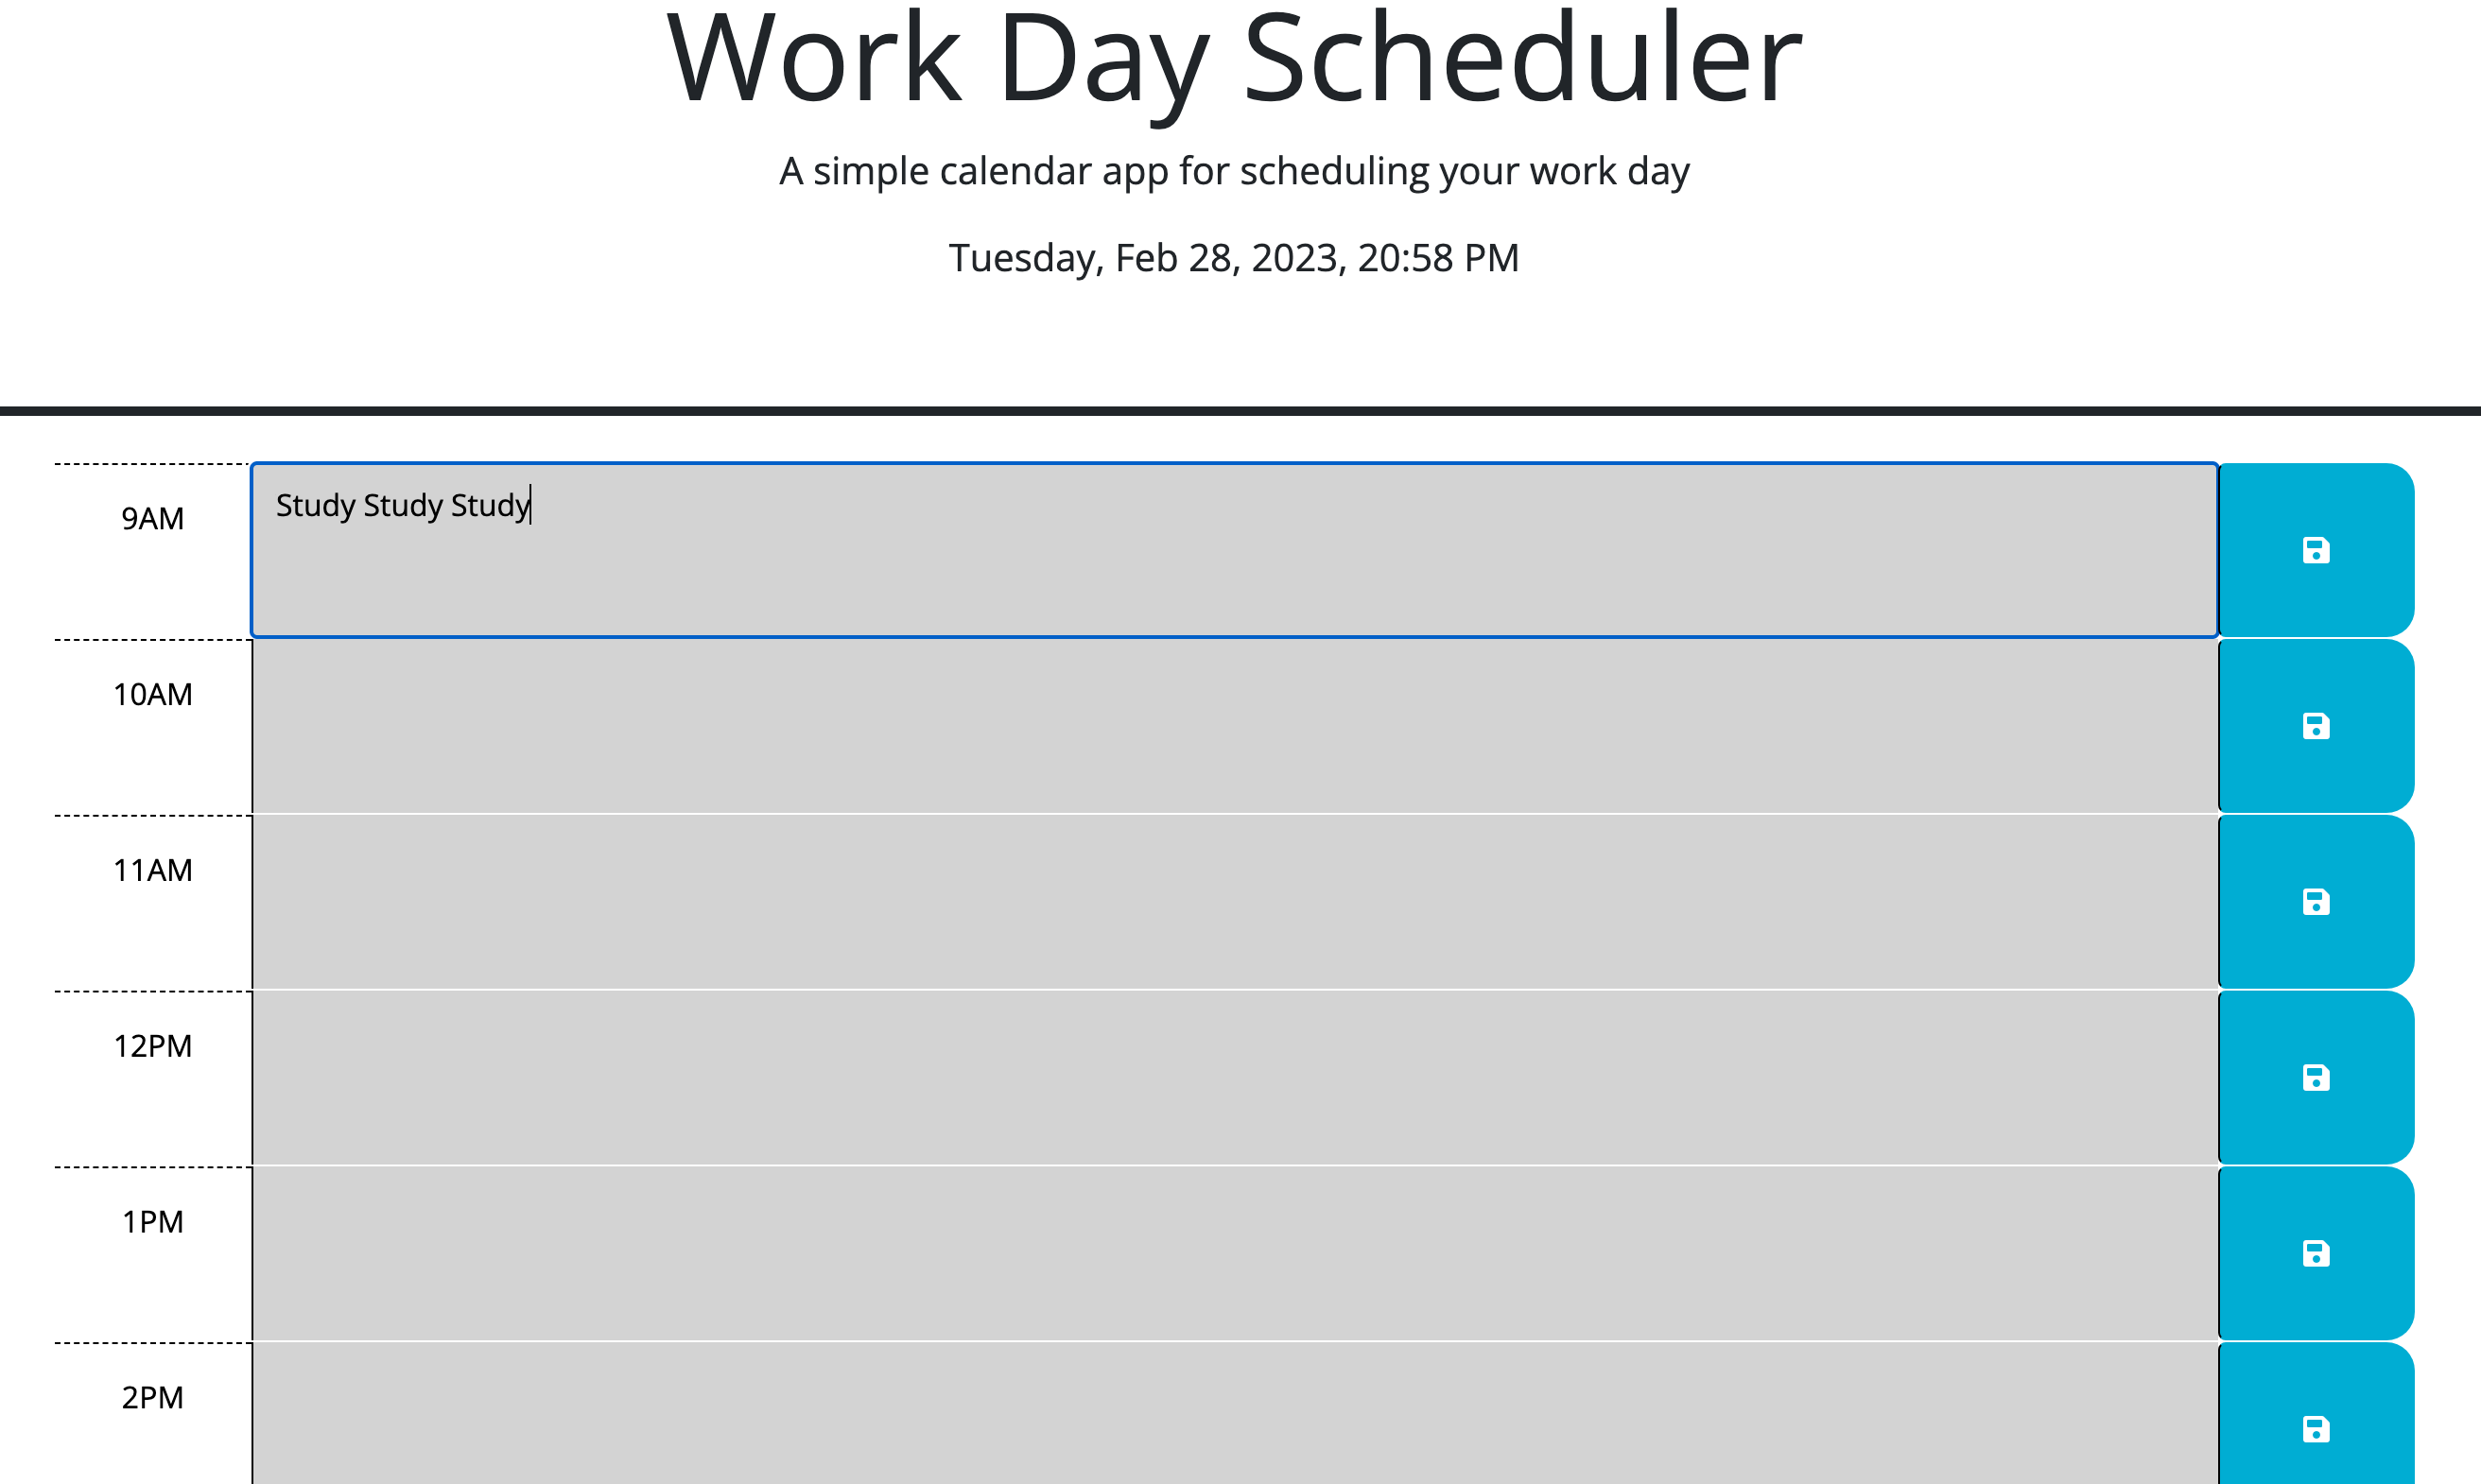 Work Day Scheduler
A simple calendar app for scheduling your work day
Tuesday, Feb 28, 2023, 20:58 PM
9AM
Study Study Study
10AM
11AM
12PM
1PM
2PM